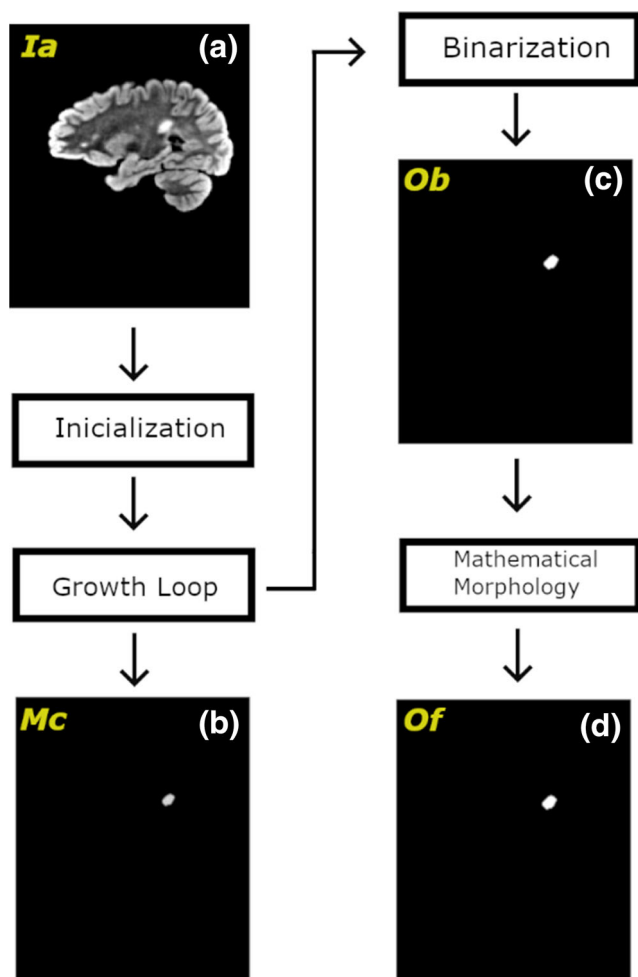 Ia (a)
Inicialization
Growth Loop
Mc (b)
Binarization
Ob (c)
Mathematical
Morphology
Of (d)